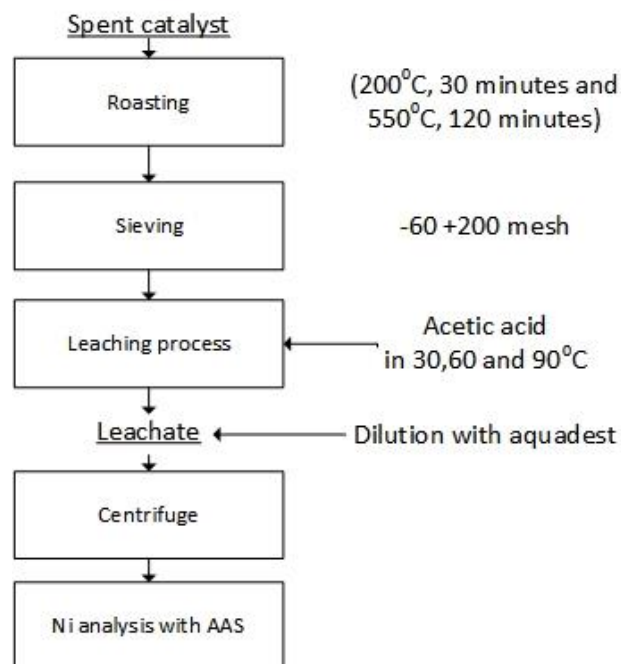 Spent catalyst
Roasting
(200⁰C, 30 minutes and
550⁰C, 120 minutes)
Sieving
-60 +200 mesh
Leaching process
Acetic acid
in 30,60 and 90⁰C
Leachate
Dilution with aquadest
Centrifuge
Ni analysis with AAS